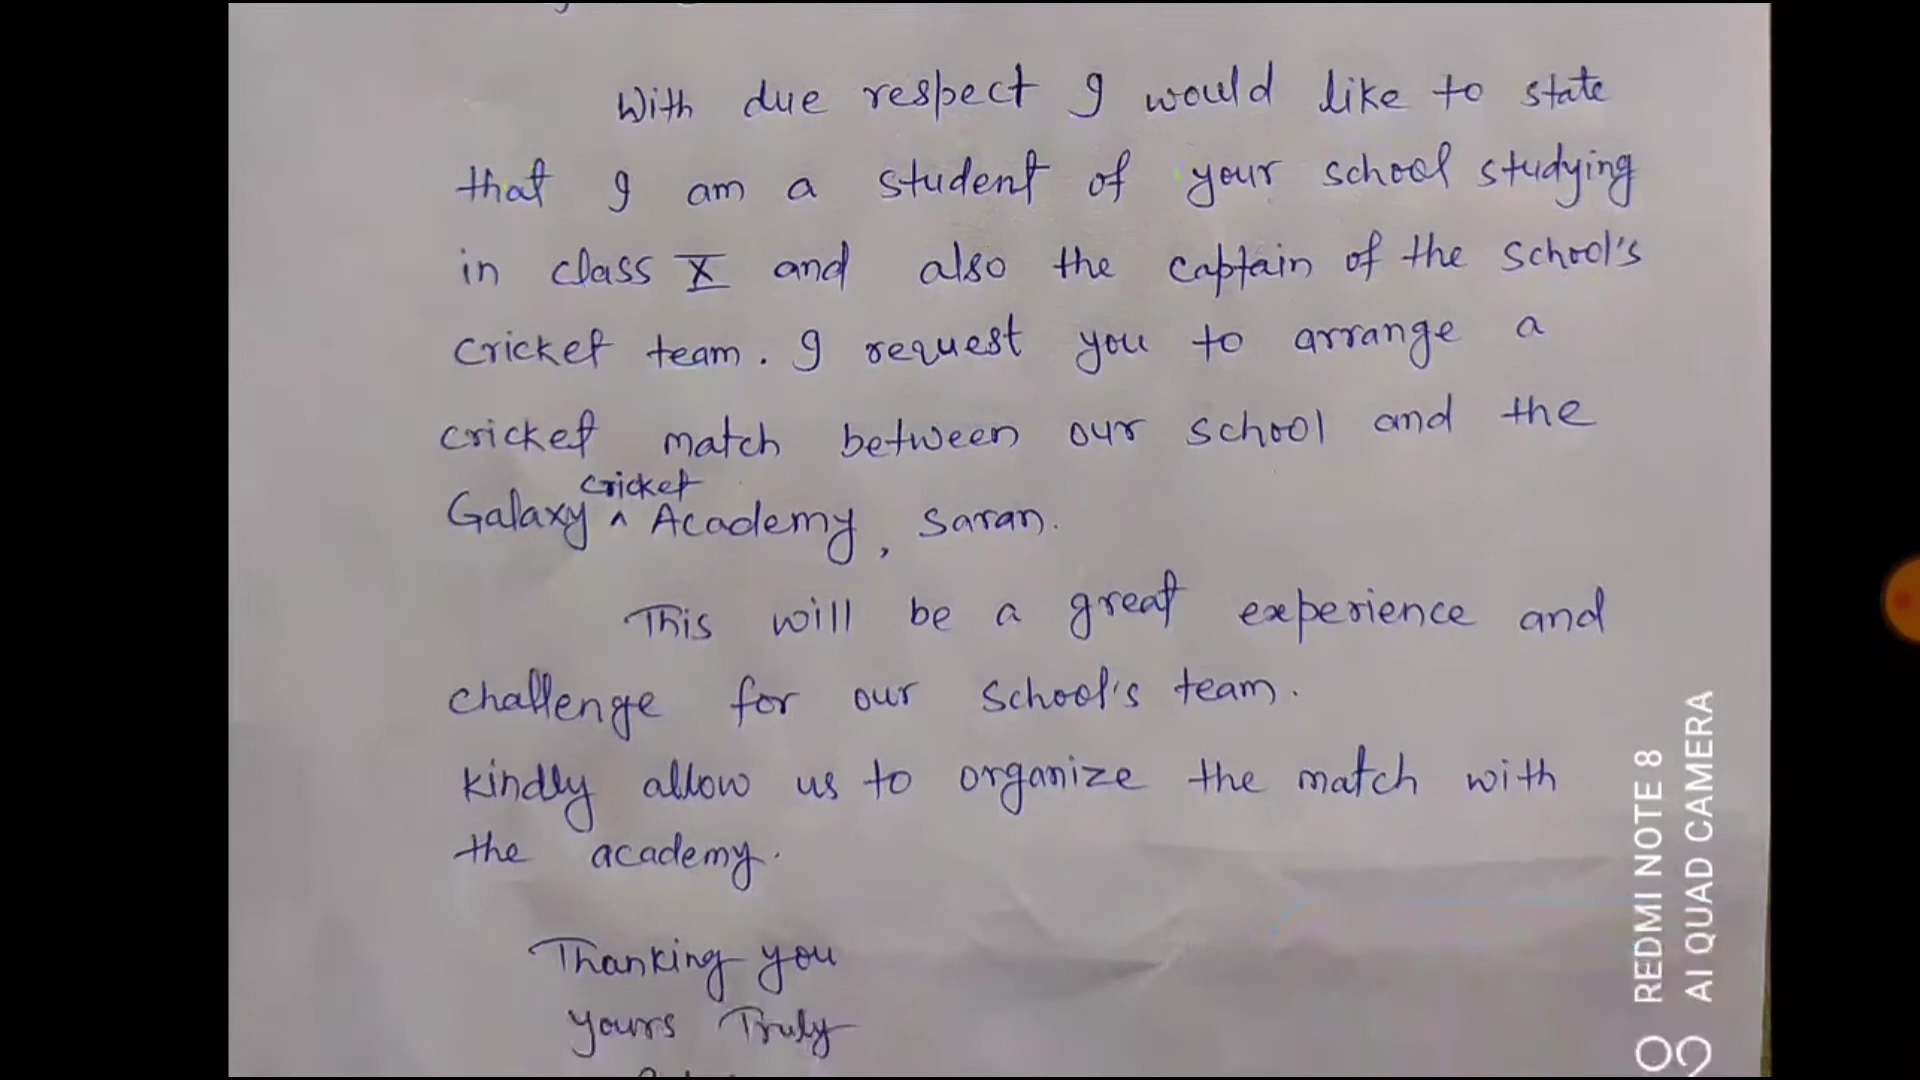 With due respect I would like to state
that I am a student of your school studying
in class X and also the captain of the school's
cricket team. I request you to arrange a
cricket match between our school and the
Galaxy ^ cricket Academy, Saran.
This will be a great experience and
challenge for our school's team.
kindly allow us to organize the match with
the academy.
Thanking you
yours Truly
REDMI NOTE 8
AI QUAD CAMERA